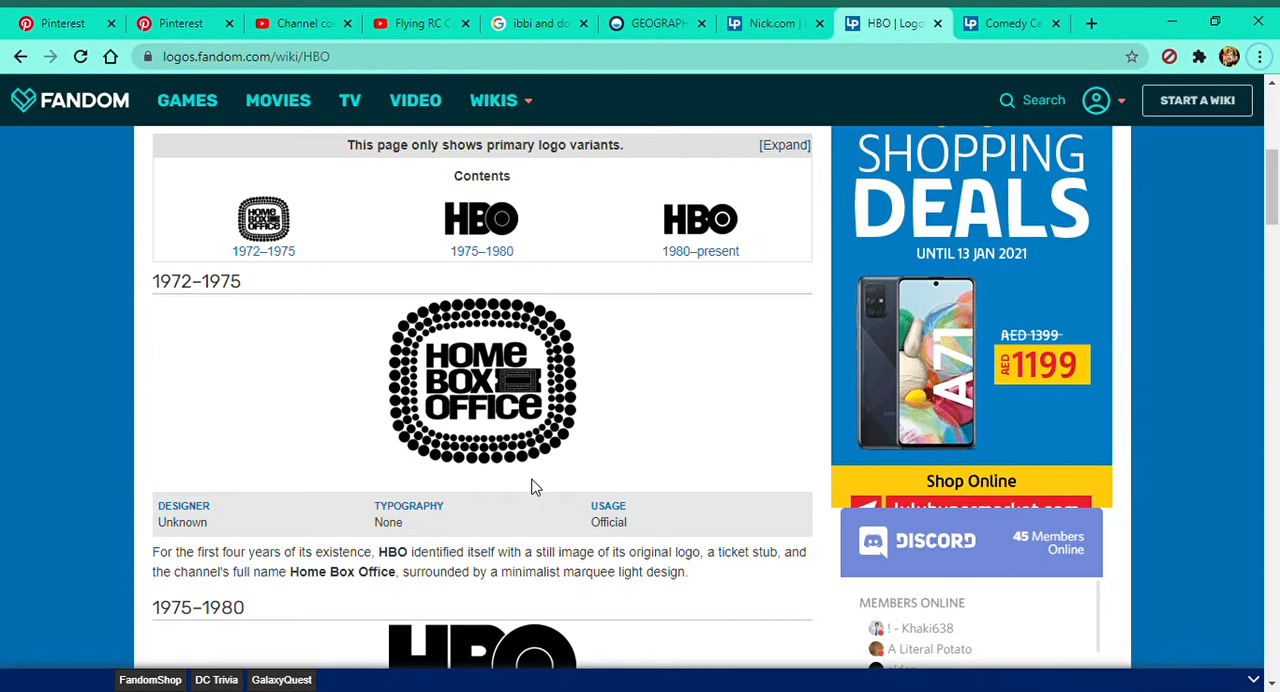 Pinterest
Pinterest
Channel co
Flying RC C
ibbi and do
GEOGRAPH
Nick.com | L
HBO | Logo
Comedy Ce
logos.fandom.com/wiki/HBO
FANDOM
GAMES
MOVIES
TV
VIDEO
WIKIS
Search
START A WIKI
This page only shows primary logo variants.
[Expand]
Contents
HOME
BOX
OFFICE
HBO
HBO
1972–1975
1975–1980
1980–present
1972–1975
HOME
BOX
OFFICE
DESIGNER
TYPOGRAPHY
USAGE
Unknown
None
Official
For the first four years of its existence, HBO identified itself with a still image of its original logo, a ticket stub, and
the channel's full name Home Box Office, surrounded by a minimalist marquee light design.
1975–1980
HBO
SHOPPING
DEALS
UNTIL 13 JAN 2021
A71
AED 1399
AED 1199
Shop Online
luluhypermarket.com
DISCORD
45 Members
Online
MEMBERS ONLINE
! - Khaki638
A Literal Potato
FandomShop
DC Trivia
GalaxyQuest